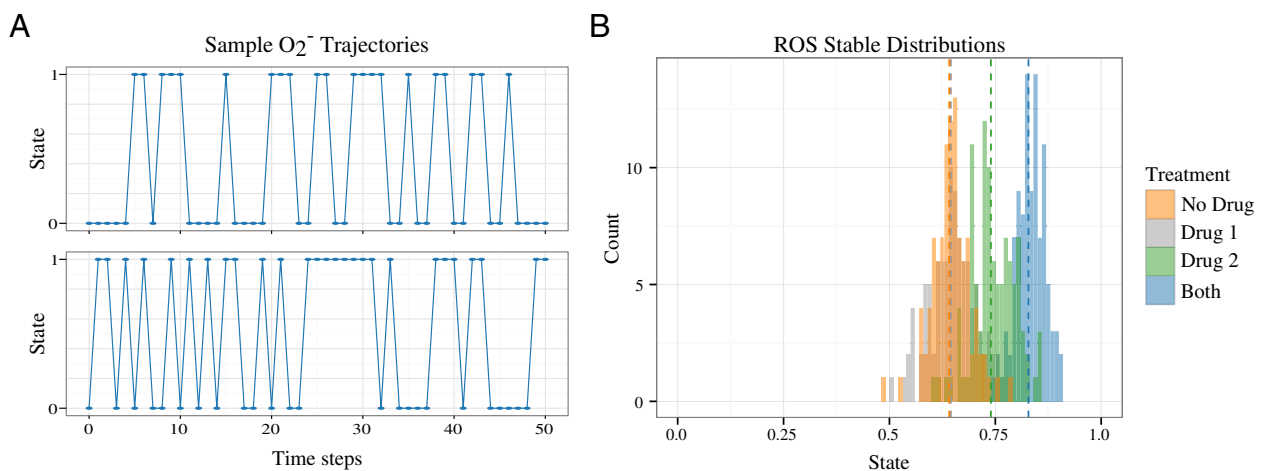 A
Sample O2- Trajectories
State
1
0
State
1
0
0 10 20 30 40 50
Time steps
B
ROS Stable Distributions
Count
10
5
0
0.0 0.25 0.5 0.75 1.0
State
Treatment
No Drug
Drug 1
Drug 2
Both